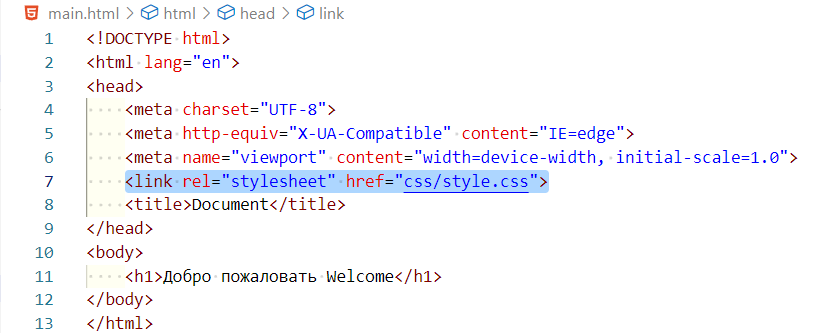 main.html > html > head > link
1 <!DOCTYPE html>
2 <html lang="en">
3 <head>
4 <meta charset="UTF-8">
5 <meta http-equiv="X-UA-Compatible" content="IE=edge">
6 <meta name="viewport" content="width=device-width, initial-scale=1.0">
7 <link rel="stylesheet" href="css/style.css">
8 <title>Document</title>
9 </head>
10 <body>
11 <h1>Добро пожаловать Welcome</h1>
12 </body>
13 </html>